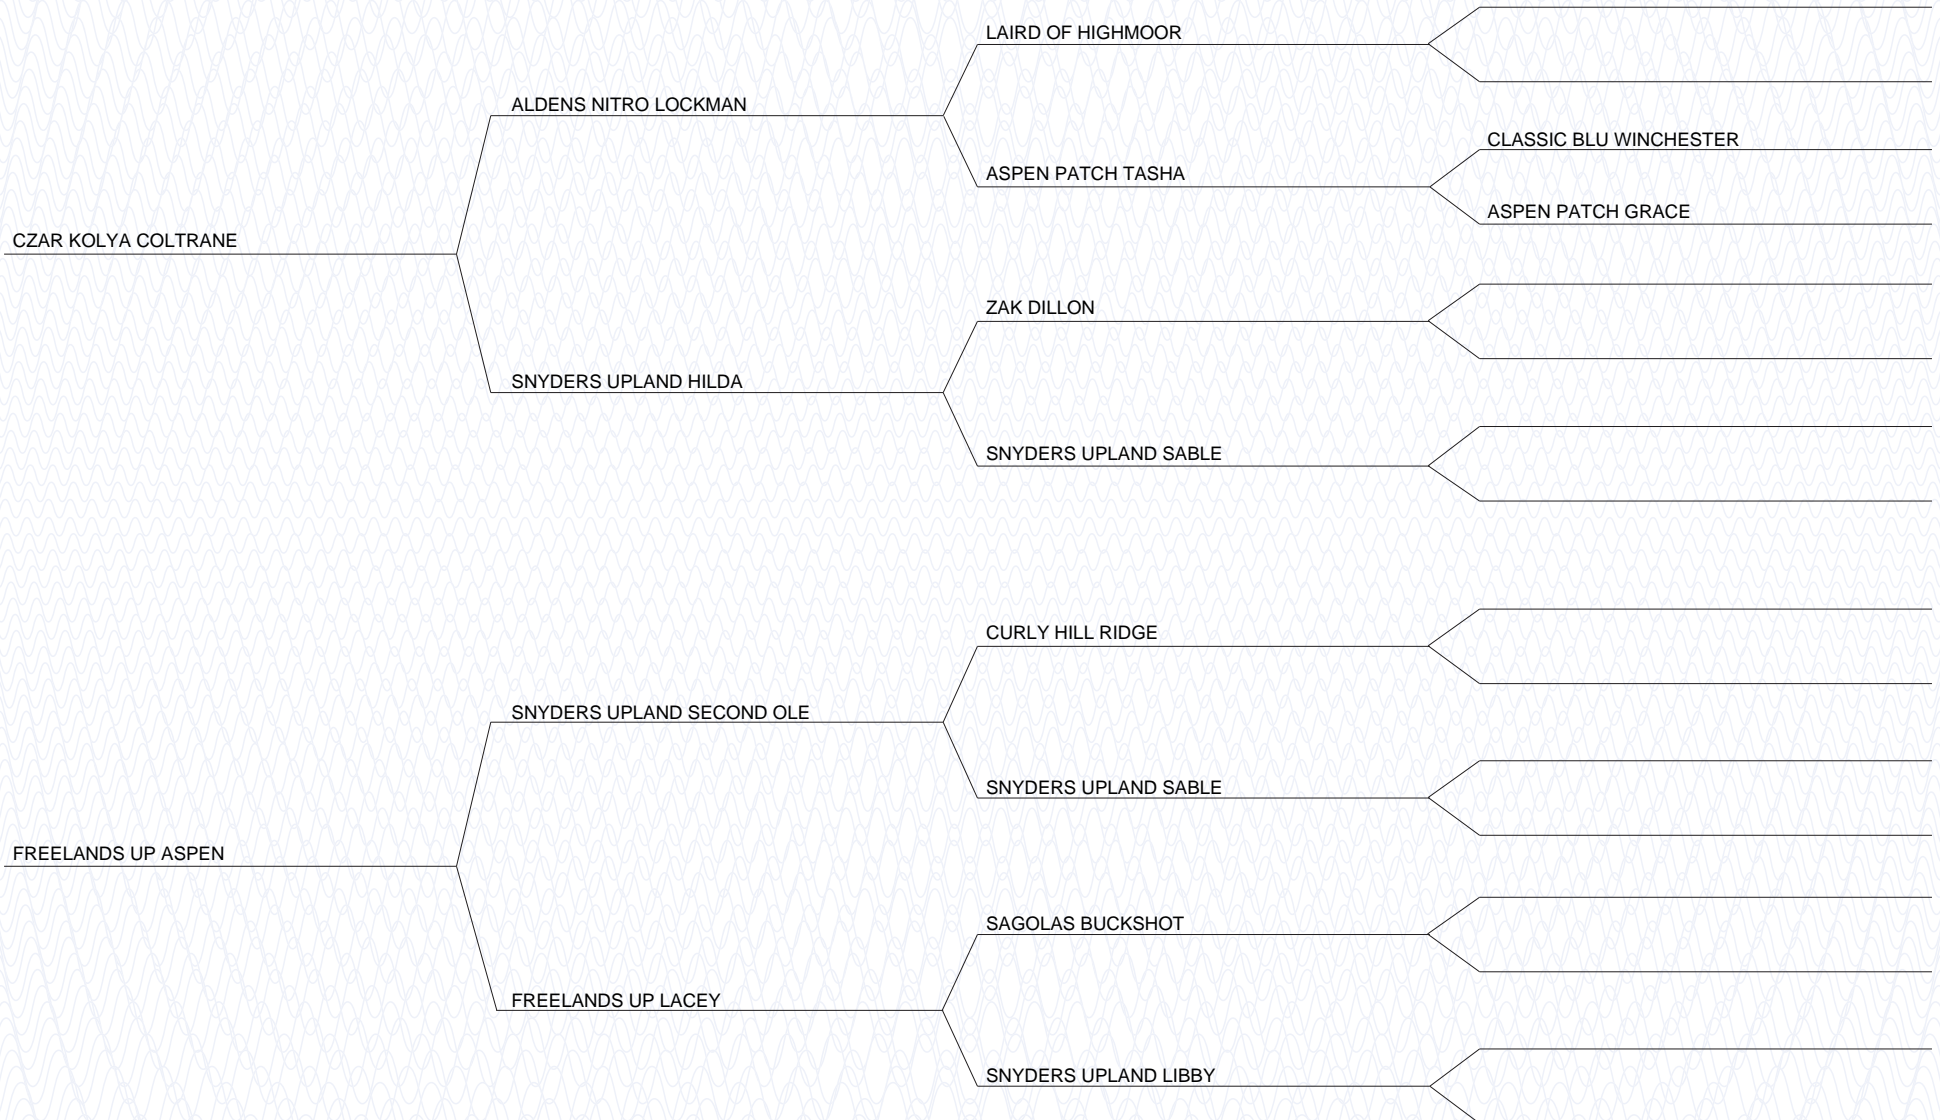 LAIRD OF HIGHMOOR
ALDENS NITRO LOCKMAN
CLASSIC BLU WINCHESTER
ASPEN PATCH TASHA
ASPEN PATCH GRACE
CZAR KOLYA COLTRANE
ZAK DILLON
SNYDERS UPLAND HILDA
SNYDERS UPLAND SABLE
CURLY HILL RIDGE
SNYDERS UPLAND SECOND OLE
SNYDERS UPLAND SABLE
FREELANDS UP ASPEN
SAGOLAS BUCKSHOT
FREELANDS UP LACEY
SNYDERS UPLAND LIBBY